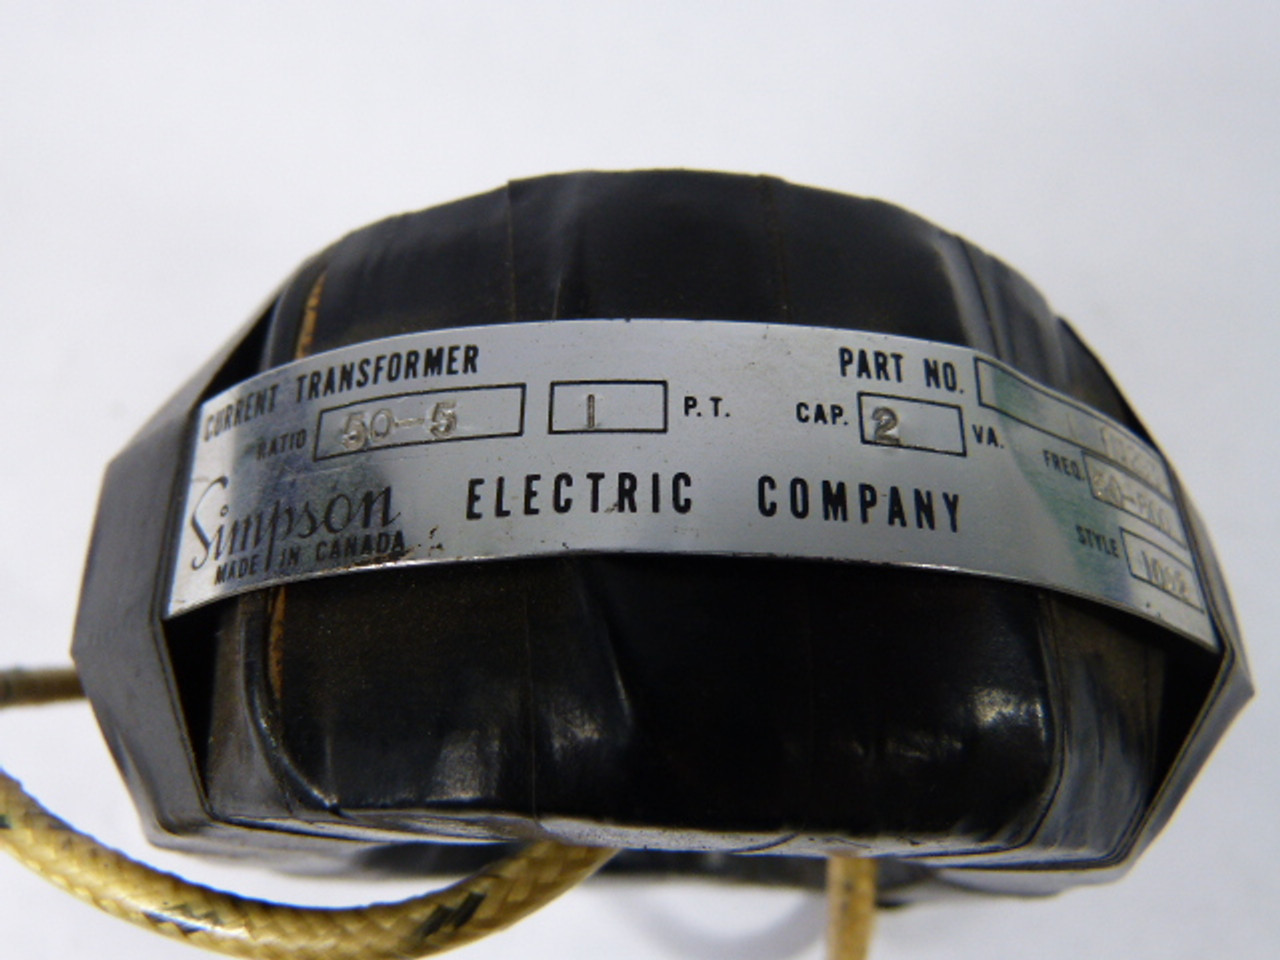 CURRENT TRANSFORMER PART NO.
RATIO 50-5 1 P.T. CAP. 2 VA. FREQ.
Simpson ELECTRIC COMPANY STYLE
MADE IN CANADA